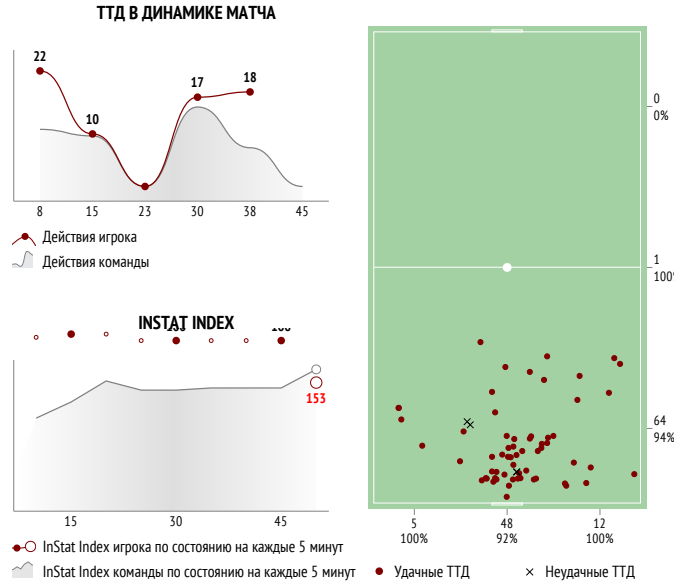 ТТД В ДИНАМИКЕ МАТЧА
22
10
17
18
8 15 23 30 38 45
Действия игрока
Действия команды
INSTAT INDEX
153
15 30 45
InStat Index игрока по состоянию на каждые 5 минут
InStat Index команды по состоянию на каждые 5 минут
0
0%
1
100%
64
94%
5 48 12
100% 92% 100%
Удачные ТТД
Неудачные ТТД